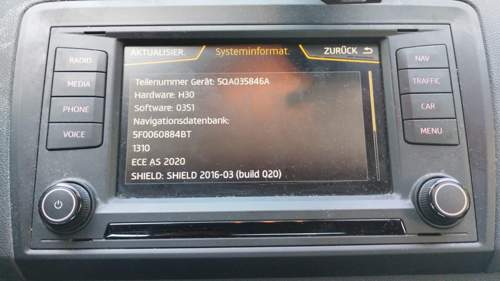 AKTUALISIER.
Systeminformat.
ZURÜCK
Teilenummer Gerät: 5QA035846A
Hardware: H30
Software: 0351
Navigationsdatenbank:
5F0060884BT
1310
ECE AS 2020
SHIELD: SHIELD 2016-03 (build 020)
RADIO
MEDIA
PHONE
VOICE
NAV
TRAFFIC
CAR
MENU